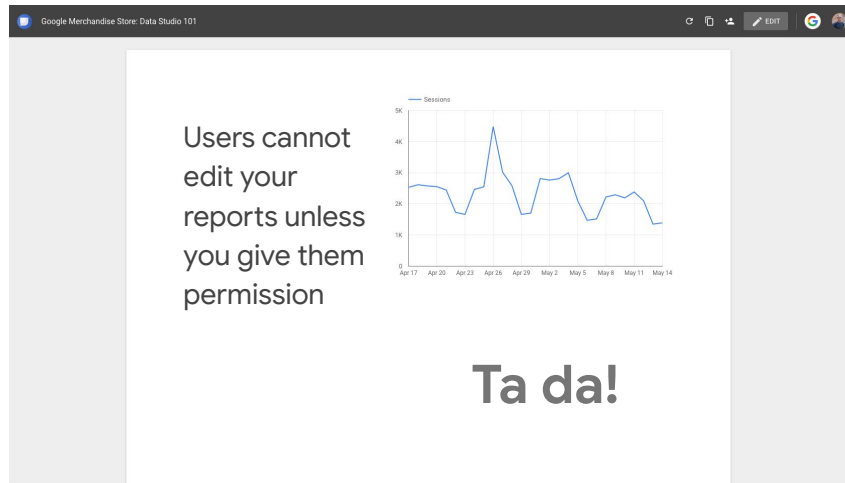 Google Merchandise Store: Data Studio 101
EDIT
G
Users cannot
edit your
reports unless
you give them
permission
Sessions
5K
4K
3K
2K
1K
0
Apr 17 Apr 20 Apr 23 Apr 26 Apr 29 May 2 May 5 May 8 May 11 May 14
Ta da!